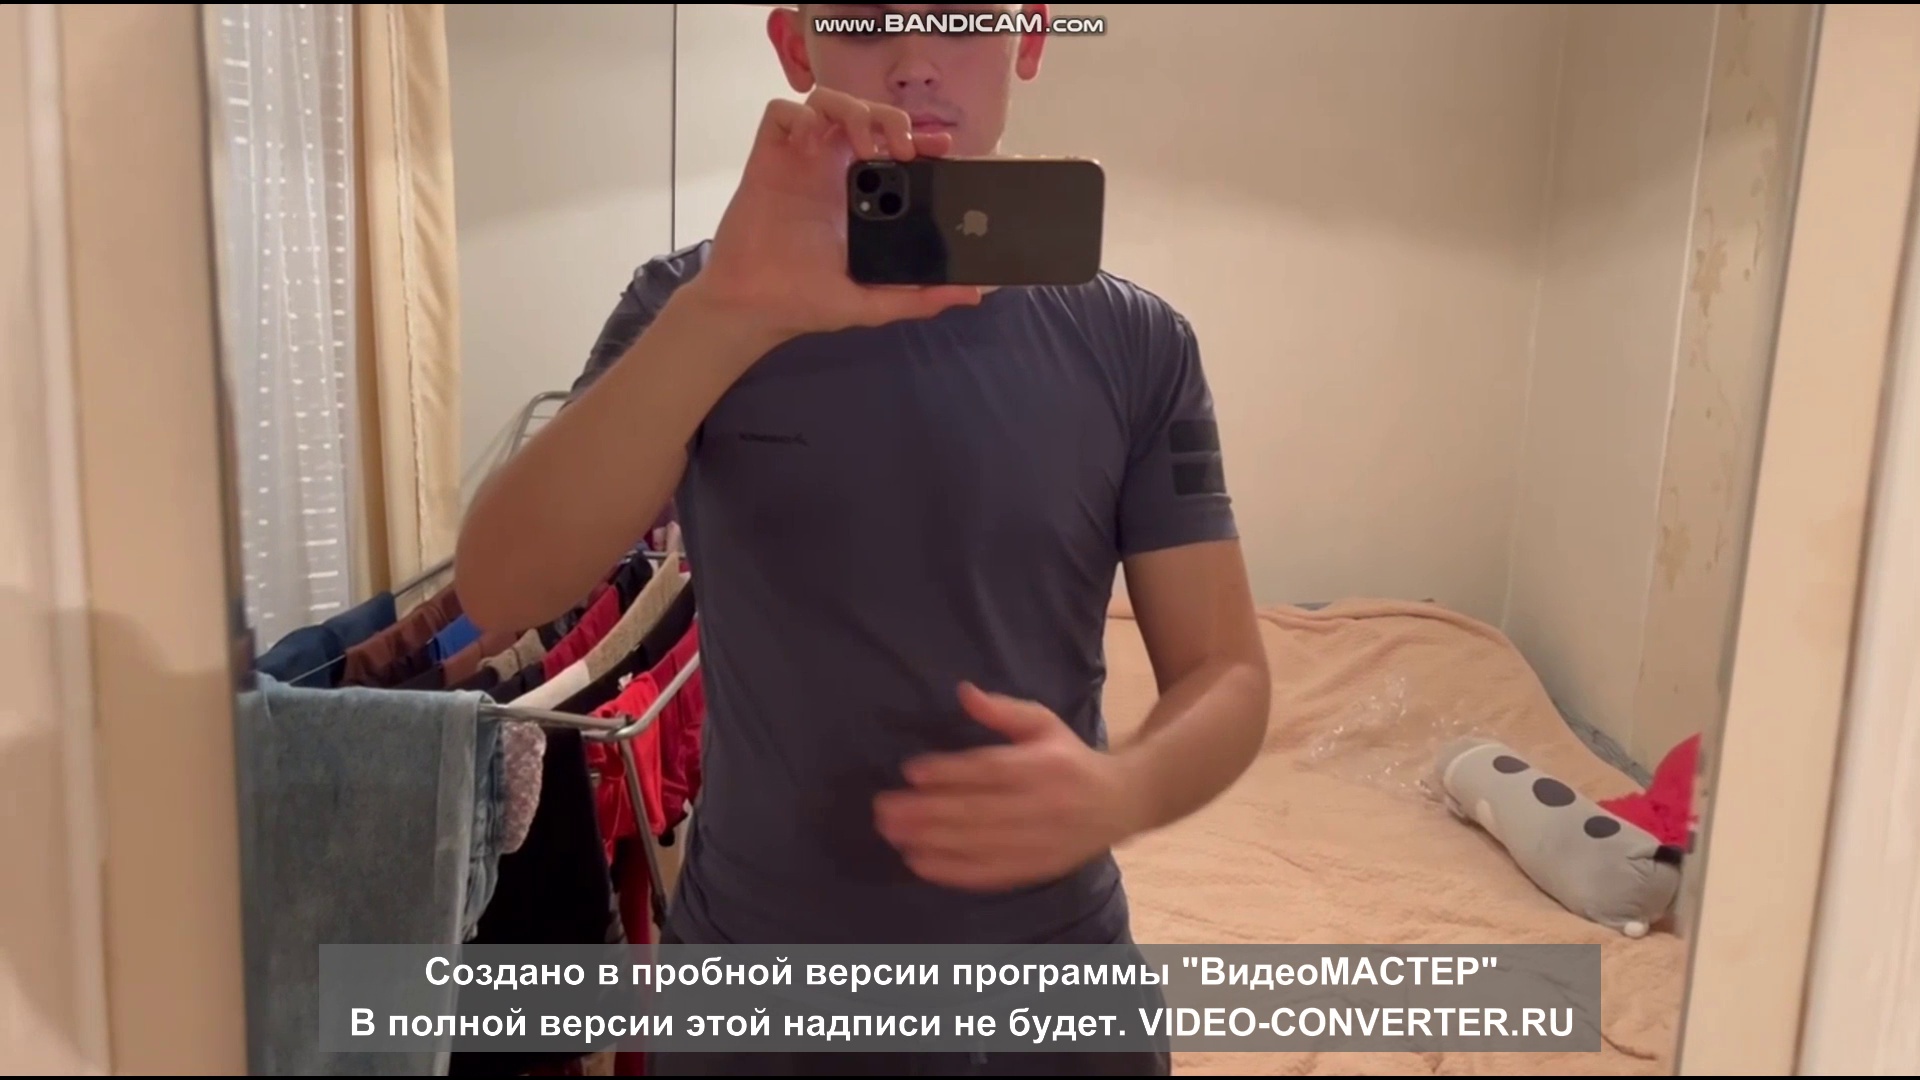 WWW.BANDICAM.COM
Создано в пробной версии программы "ВидеоМАСТЕР"
В полной версии этой надписи не будет. VIDEO-CONVERTER.RU